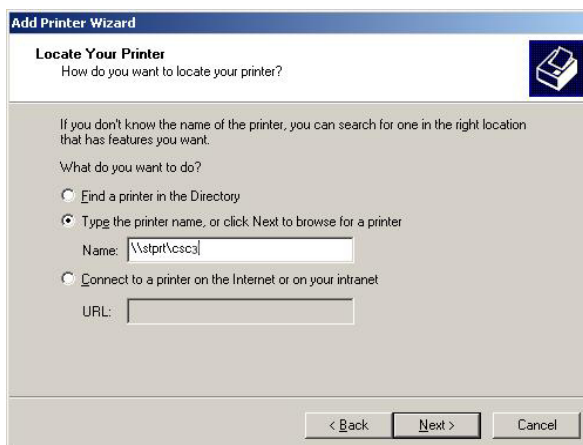 Add Printer Wizard
Locate Your Printer
How do you want to locate your printer?
If you don't know the name of the printer, you can search for one in the right location
that has features you want.
What do you want to do?
Find a printer in the Directory
Type the printer name, or click Next to browse for a printer
Name: \\stprt\csc3
Connect to a printer on the Internet or on your intranet
URL:
< Back Next > Cancel